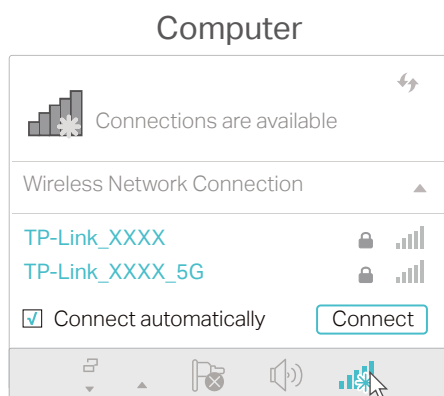 Computer
Connections are available
Wireless Network Connection
TP-Link_XXXX
TP-Link_XXXX_5G
Connect automatically
Connect